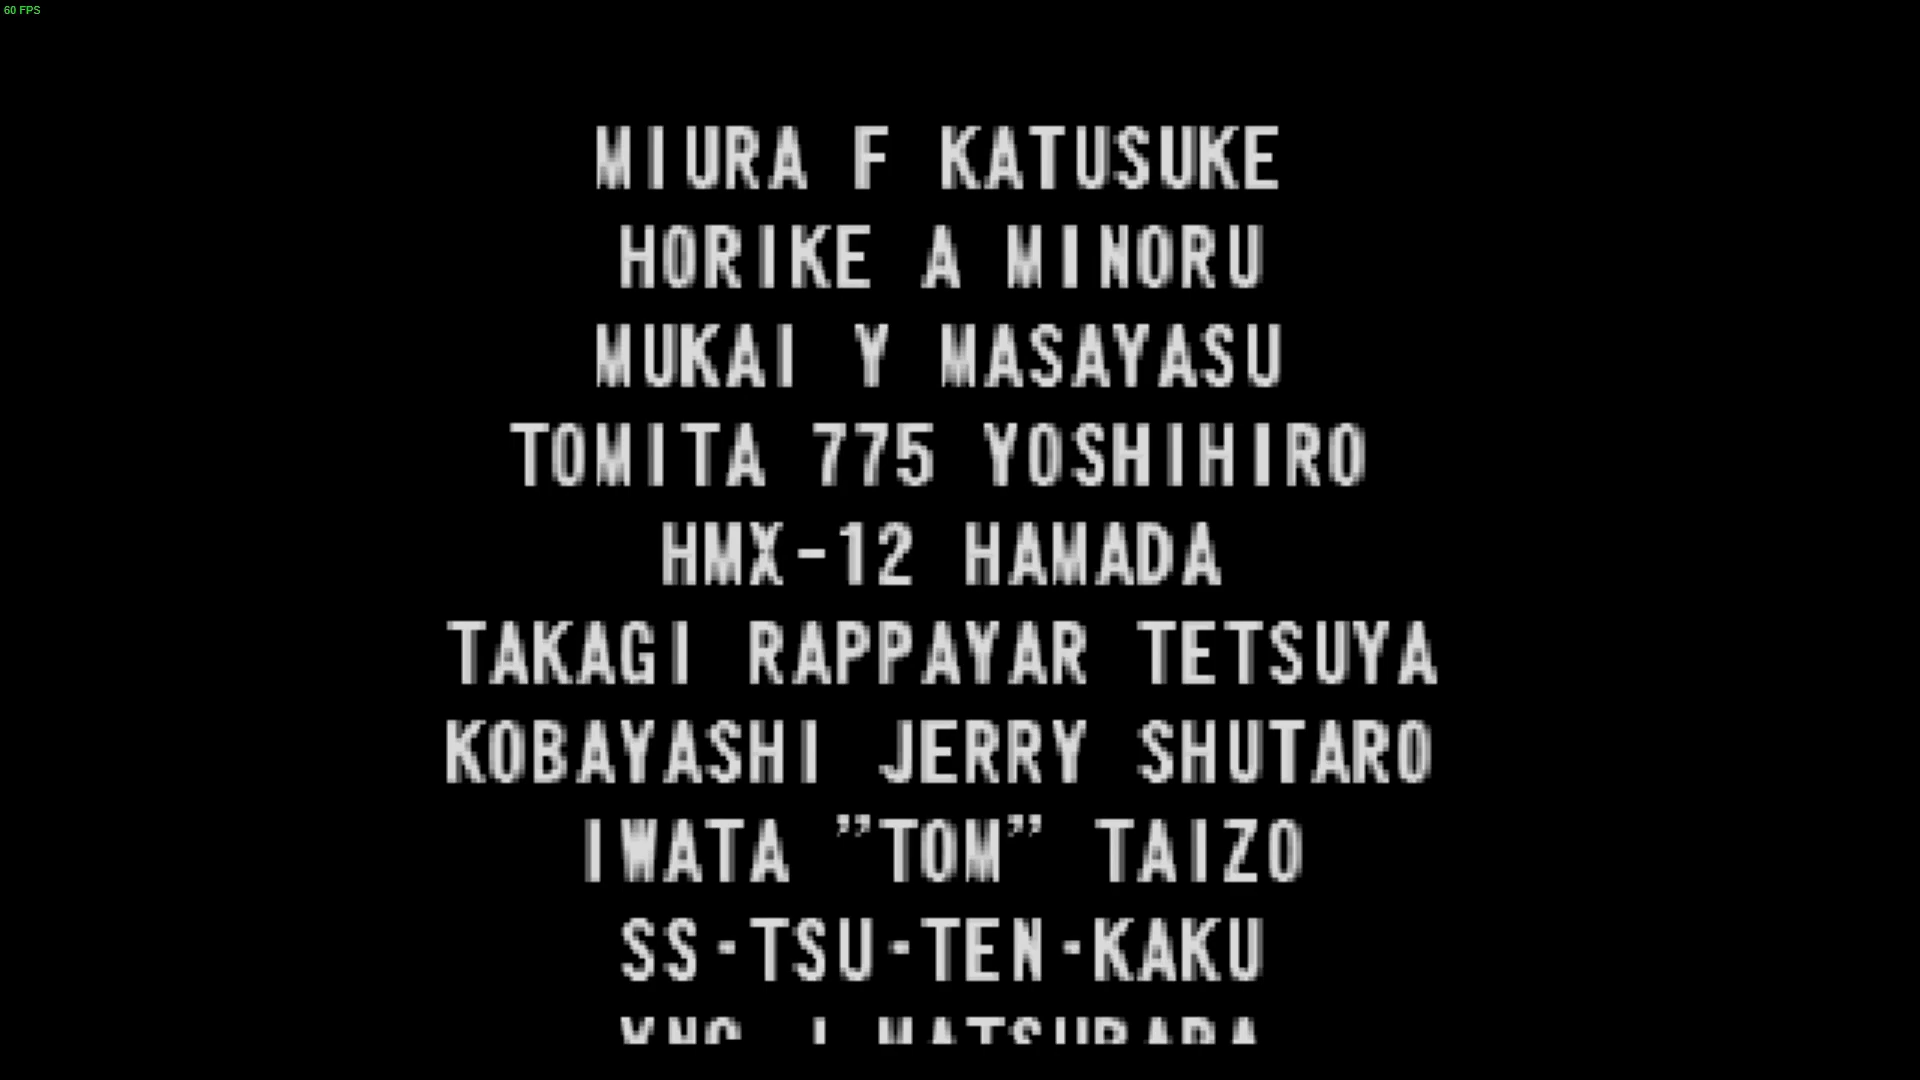 60 FPS
MIURA F KATUSUKE
HORIKE A MINORU
MUKAI Y MASAYASU
TOMITA 775 YOSHIHIRO
HMX-12 HAMADA
TAKAGI RAPPAYAR TETSUYA
KOBAYASHI JERRY SHUTARO
IWATA ”TOM” TAIZO
SS-TSU-TEN-KAKU